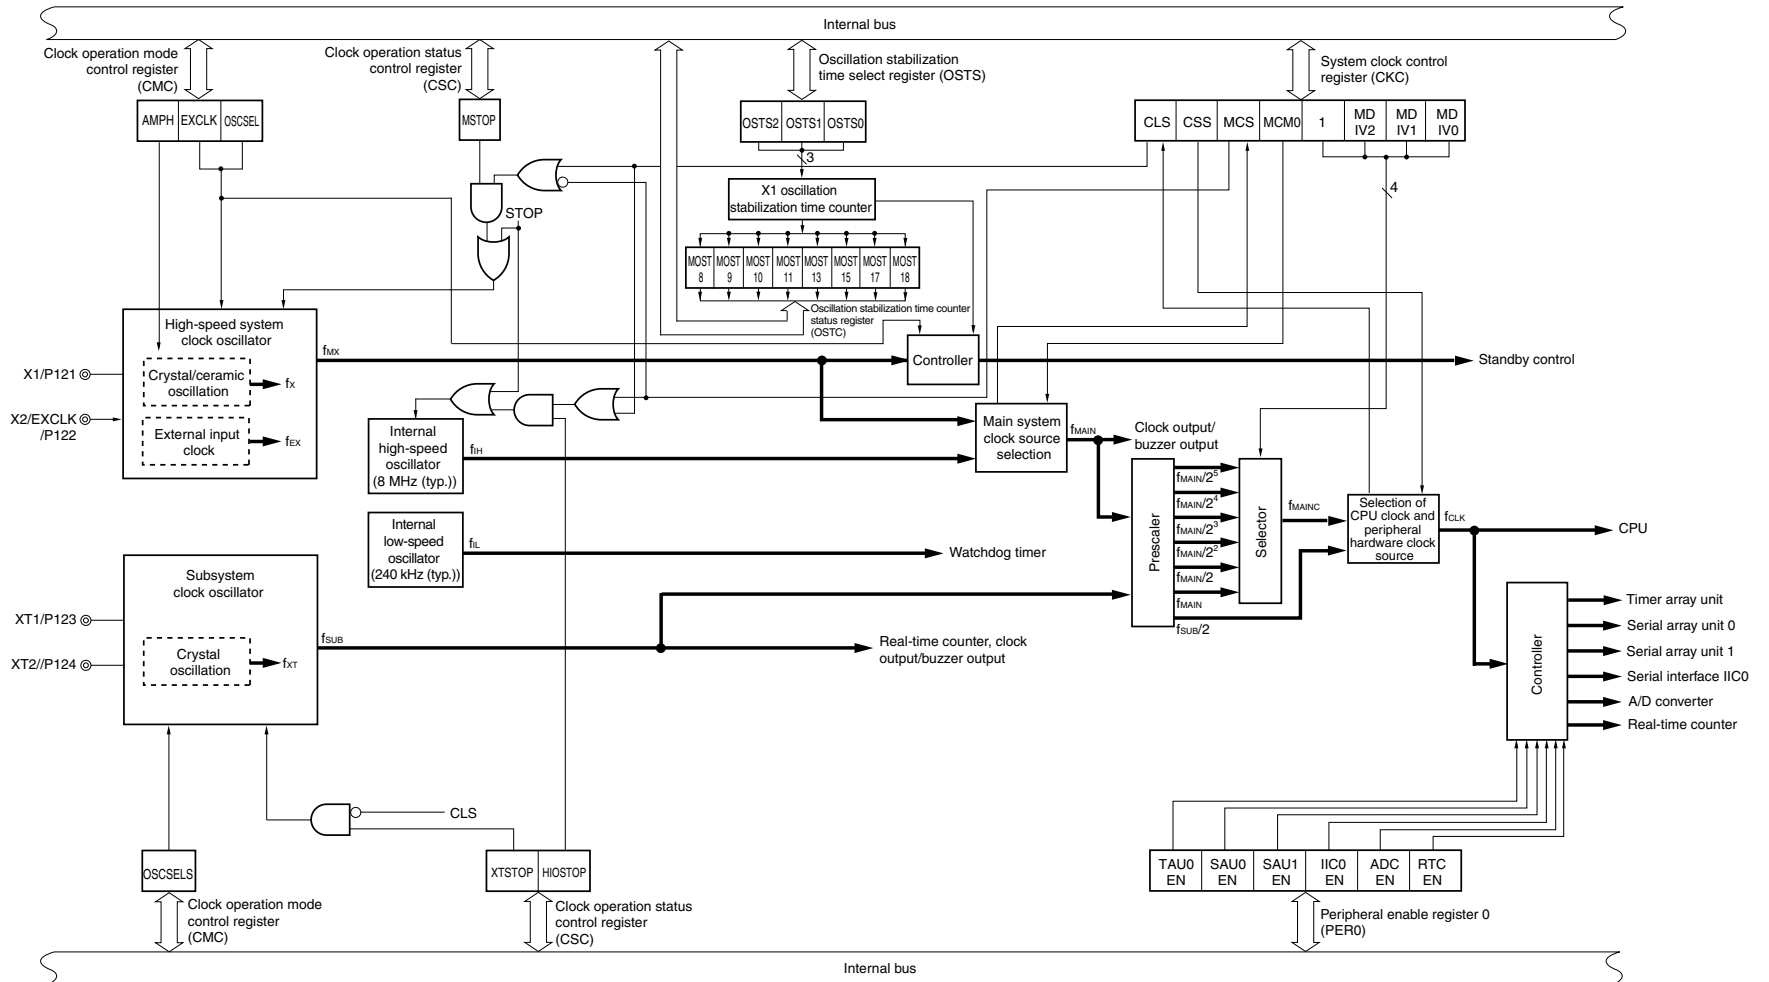 Internal bus
Clock operation mode
control register
(CMC)
Clock operation status
control register
(CSC)
Oscillation stabilization
time select register (OSTS)
System clock control
register (CKC)
AMPH EXCLK OSCSEL
MSTOP
OSTS2 OSTS1 OSTS0
CLS CSS MCS MCM0 1 MD IV2 MD IV1 MD IV0
3
4
X1 oscillation
stabilization time counter
STOP
MOST 8 MOST 9 MOST 10 MOST 11 MOST 13 MOST 15 MOST 17 MOST 18
Oscillation stabilization time counter
status register
(OSTC)
High-speed system
clock oscillator
fMX
Controller
Standby control
X1/P121
Crystal/ceramic
oscillation
fX
X2/EXCLK
/P122
External input
clock
fEX
Internal
high-speed
oscillator
(8 MHz (typ.))
fIH
Main system
clock source
selection
fMAIN
Clock output/
buzzer output
Prescaler
fMAIN/2⁵
fMAIN/2⁴
fMAIN/2³
fMAIN/2²
fMAIN/2
fMAIN
fSUB/2
Selector
fMAINC
Selection of
CPU clock and
peripheral
hardware clock
source
fCLK
CPU
Internal
low-speed
oscillator
(240 kHz (typ.))
fIL
Watchdog timer
Subsystem
clock oscillator
XT1/P123
XT2//P124
Crystal
oscillation
fXT
fSUB
Real-time counter, clock
output/buzzer output
Controller
Timer array unit
Serial array unit 0
Serial array unit 1
Serial interface IIC0
A/D converter
Real-time counter
CLS
OSCSELS
XTSTOP HIOSTOP
TAU0 EN SAU0 EN SAU1 EN IIC0 EN ADC EN RTC EN
Clock operation mode
control register
(CMC)
Clock operation status
control register
(CSC)
Peripheral enable register 0
(PER0)
Internal bus